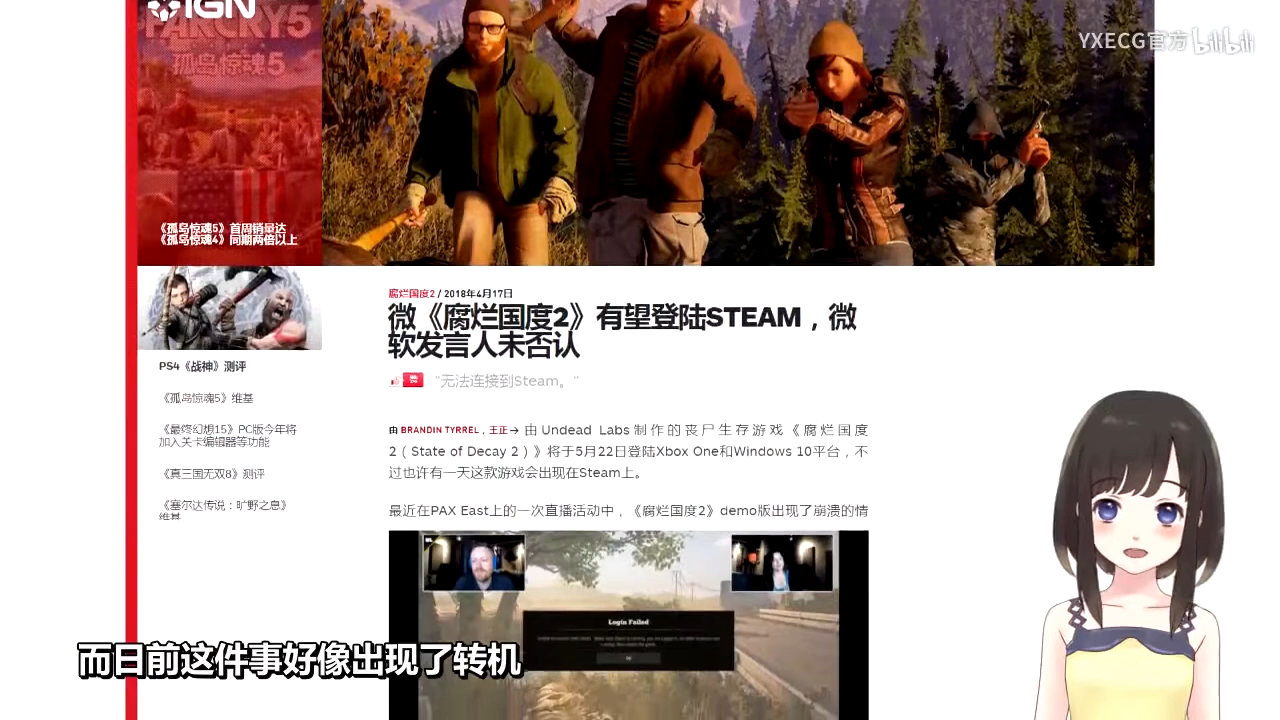 IGN
FARCRY5
孤岛惊魂5
YXECG官方 bilibili
《孤岛惊魂5》首周销量达
《孤岛惊魂4》同期两倍以上
PS4《战神》测评
《孤岛惊魂5》维基
《最终幻想15》PC版今年将
加入关卡编辑器等功能
《真三国无双8》测评
《塞尔达传说：旷野之息》
维基
腐烂国度2 / 2018年4月17日
微《腐烂国度2》有望登陆STEAM，微
软发言人未否认
赞
"无法连接到Steam。"
由 BRANDIN TYRREL，王正→ 由Undead Labs制作的丧尸生存游戏《腐烂国度
2（State of Decay 2）》将于5月22日登陆Xbox One和Windows 10平台，不
过也许有一天这款游戏会出现在Steam上。
最近在PAX East上的一次直播活动中，《腐烂国度2》demo版出现了崩溃的情
Login Failed
而日前这件事好像出现了转机